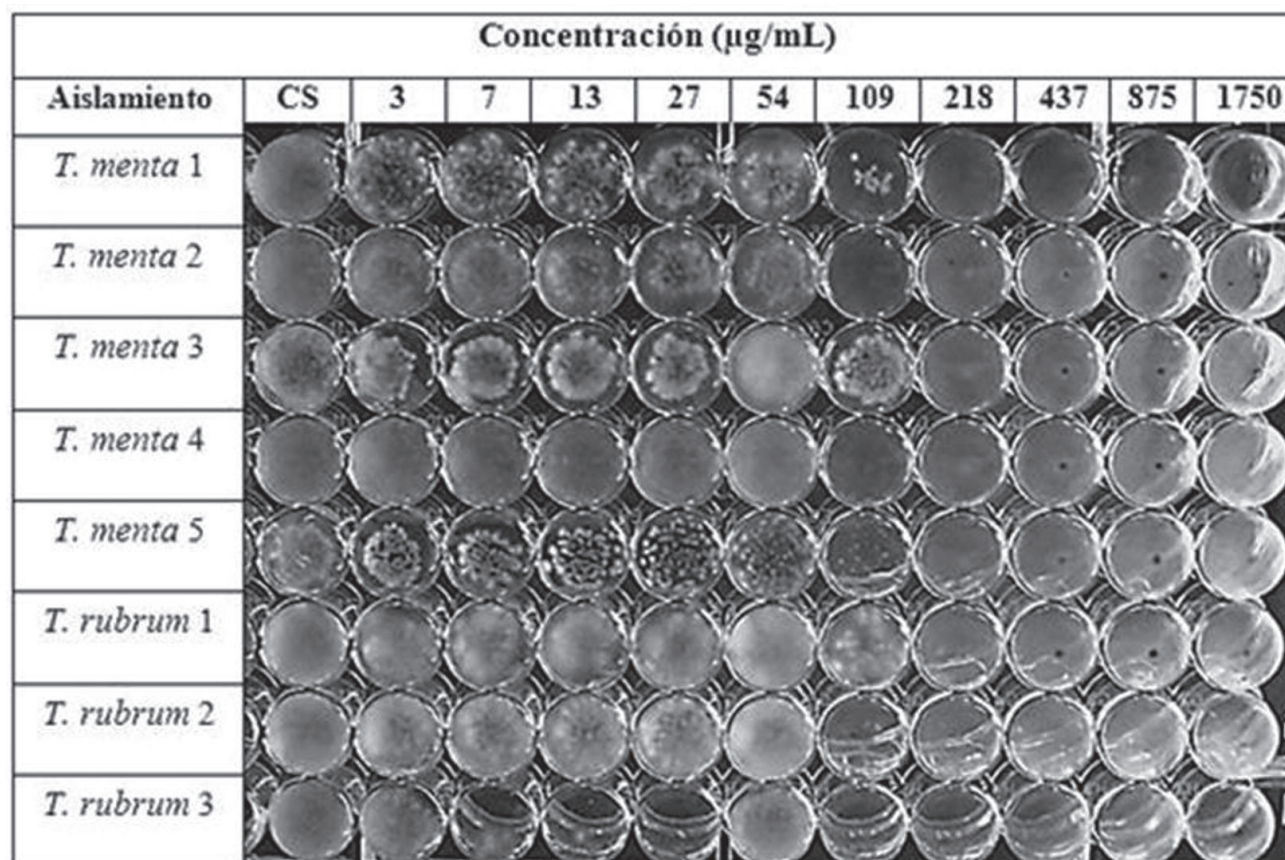 Concentración (µg/mL)
Aislamiento CS 3 7 13 27 54 109 218 437 875 1750
T. menta 1
T. menta 2
T. menta 3
T. menta 4
T. menta 5
T. rubrum 1
T. rubrum 2
T. rubrum 3